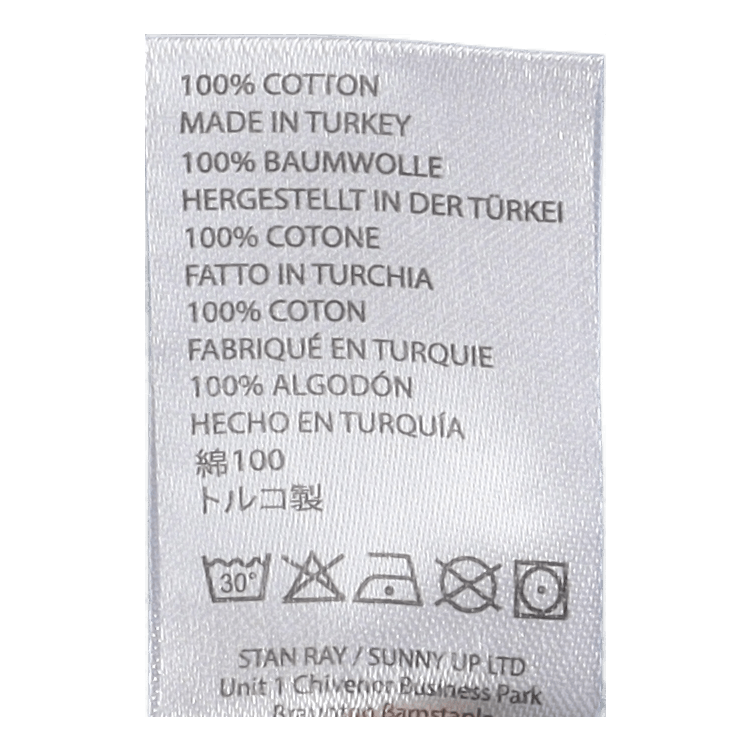 100% COTTON
MADE IN TURKEY
100% BAUMWOLLE
HERGESTELLT IN DER TÜRKEI
100% COTONE
FATTO IN TURCHIA
100% COTON
FABRIQUÉ EN TURQUIE
100% ALGODÓN
HECHO EN TURQUÍA
綿100
トルコ製
30°
STAN RAY / SUNNY UP LTD
Unit 1 Chivenor Business Park
Barnstaple